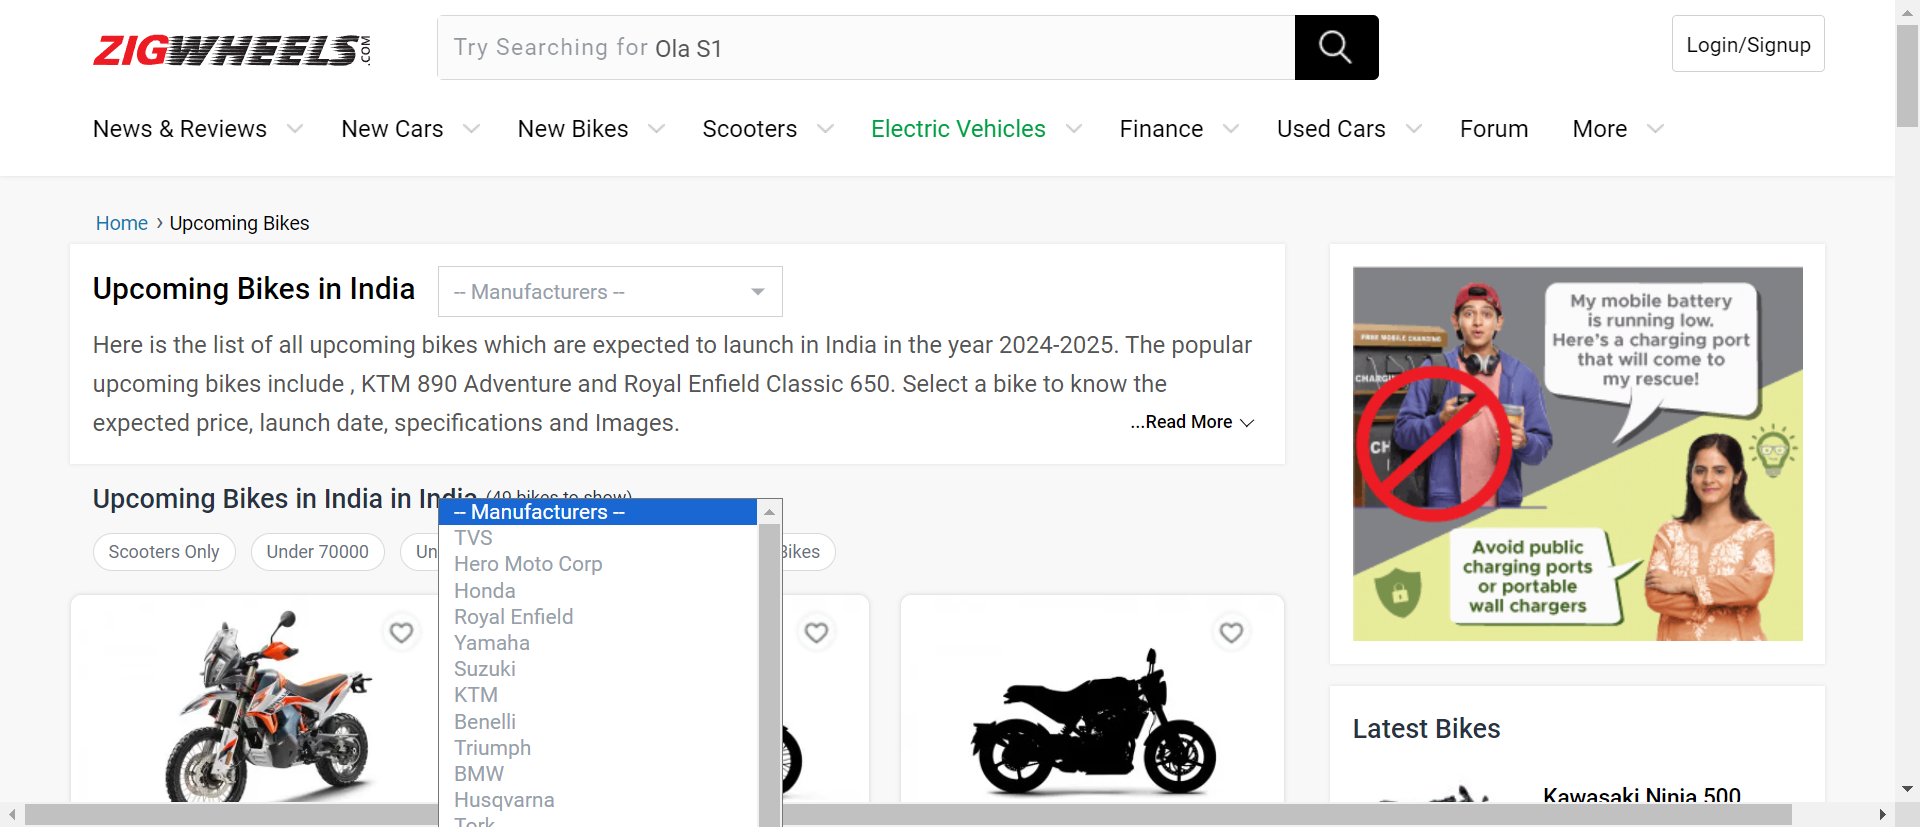 ZIGWHEELS.COM
Try Searching for Ola S1
Login/Signup
News & Reviews
New Cars
New Bikes
Scooters
Electric Vehicles
Finance
Used Cars
Forum
More
Home › Upcoming Bikes
Upcoming Bikes in India
-- Manufacturers --
Here is the list of all upcoming bikes which are expected to launch in India in the year 2024-2025. The popular
upcoming bikes include , KTM 890 Adventure and Royal Enfield Classic 650. Select a bike to know the
expected price, launch date, specifications and Images.
...Read More
Upcoming Bikes in India in India (49 bikes to show)
Scooters Only
Under 70000
Un
Bikes
-- Manufacturers --
TVS
Hero Moto Corp
Honda
Royal Enfield
Yamaha
Suzuki
KTM
Benelli
Triumph
BMW
Husqvarna
Tork
FREE MOBILE CHARGING
My mobile battery
is running low.
Here's a charging port
that will come to
my rescue!
Avoid public
charging ports
or portable
wall chargers
Latest Bikes
Kawasaki Ninja 500